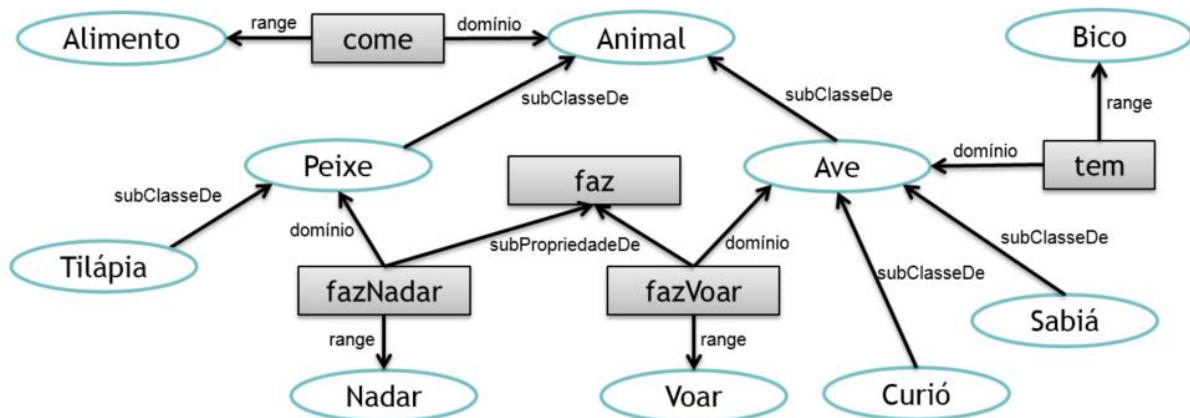 Alimento
range
come
domínio
Animal
Bico
subClasseDe
subClasseDe
range
Peixe
faz
Ave
domínio
tem
subClasseDe
domínio
subPropriedadeDe
domínio
subClasseDe
Tilápia
fazNadar
fazVoar
subClasseDe
Sabiá
range
range
Nadar
Voar
Curió